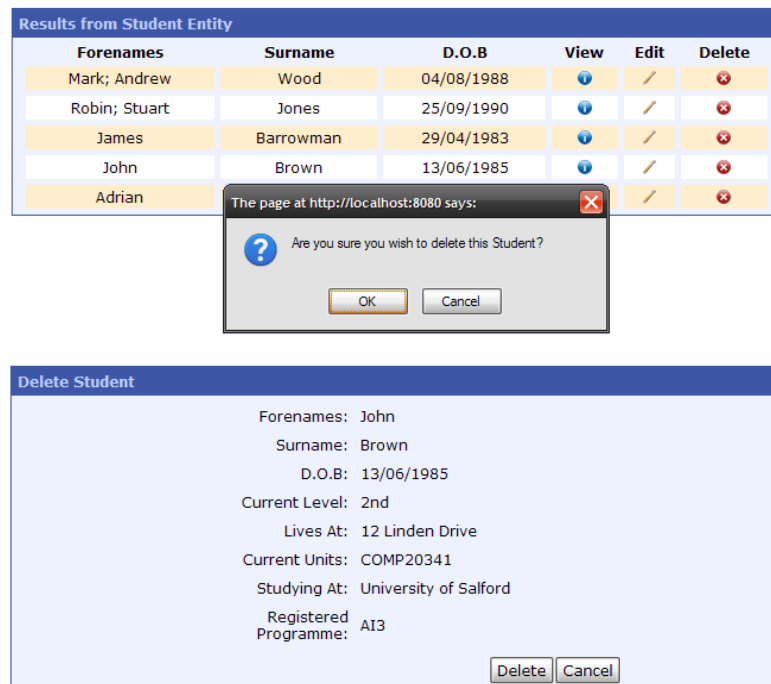 Results from Student Entity
Forenames Surname D.O.B View Edit Delete
Mark; Andrew Wood 04/08/1988
Robin; Stuart Jones 25/09/1990
James Barrowman 29/04/1983
John Brown 13/06/1985
Adrian
The page at http://localhost:8080 says:
Are you sure you wish to delete this Student?
OK Cancel
Delete Student
Forenames: John
Surname: Brown
D.O.B: 13/06/1985
Current Level: 2nd
Lives At: 12 Linden Drive
Current Units: COMP20341
Studying At: University of Salford
Registered
Programme: AI3
Delete Cancel